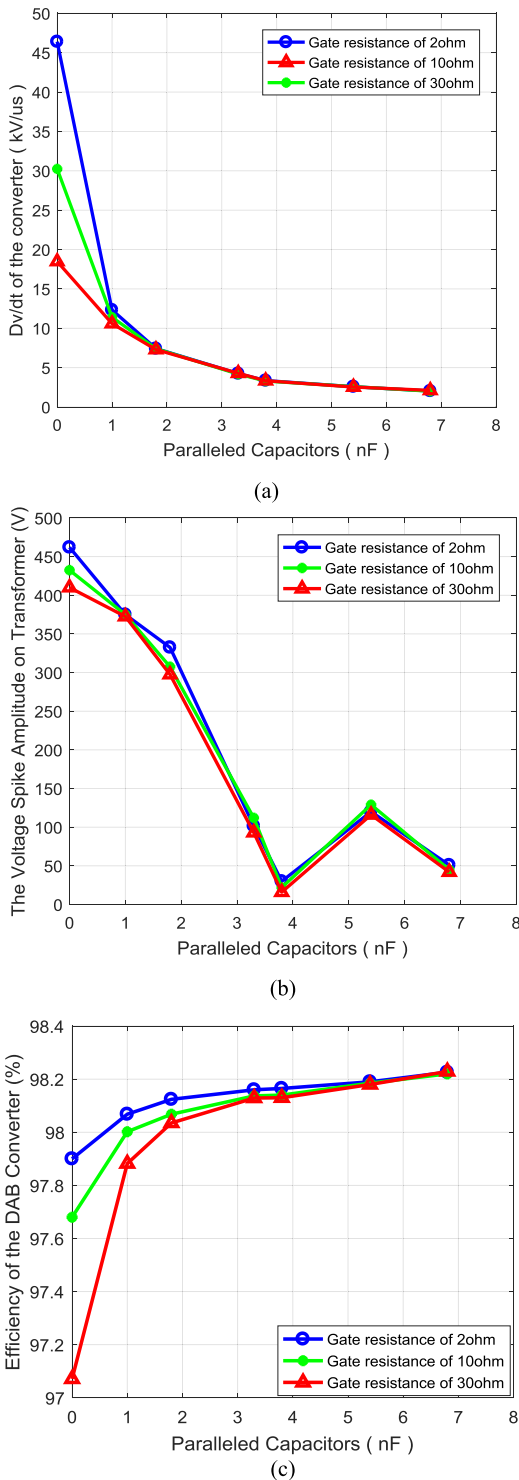 50
45
40
35
30
25
20
15
10
5
0
Dv/dt of the converter ( kV/us )
Gate resistance of 2ohm
Gate resistance of 10ohm
Gate resistance of 30ohm
0 1 2 3 4 5 6 7 8
Paralleled Capacitors ( nF )
(a)
500
450
400
350
300
250
200
150
100
50
0
The Voltage Spike Amplitude on Transformer (V)
Gate resistance of 2ohm
Gate resistance of 10ohm
Gate resistance of 30ohm
0 1 2 3 4 5 6 7 8
Paralleled Capacitors ( nF )
(b)
98.4
98.2
98
97.8
97.6
97.4
97.2
97
Efficiency of the DAB Converter (%)
Gate resistance of 2ohm
Gate resistance of 10ohm
Gate resistance of 30ohm
0 1 2 3 4 5 6 7 8
Paralleled Capacitors ( nF )
(c)